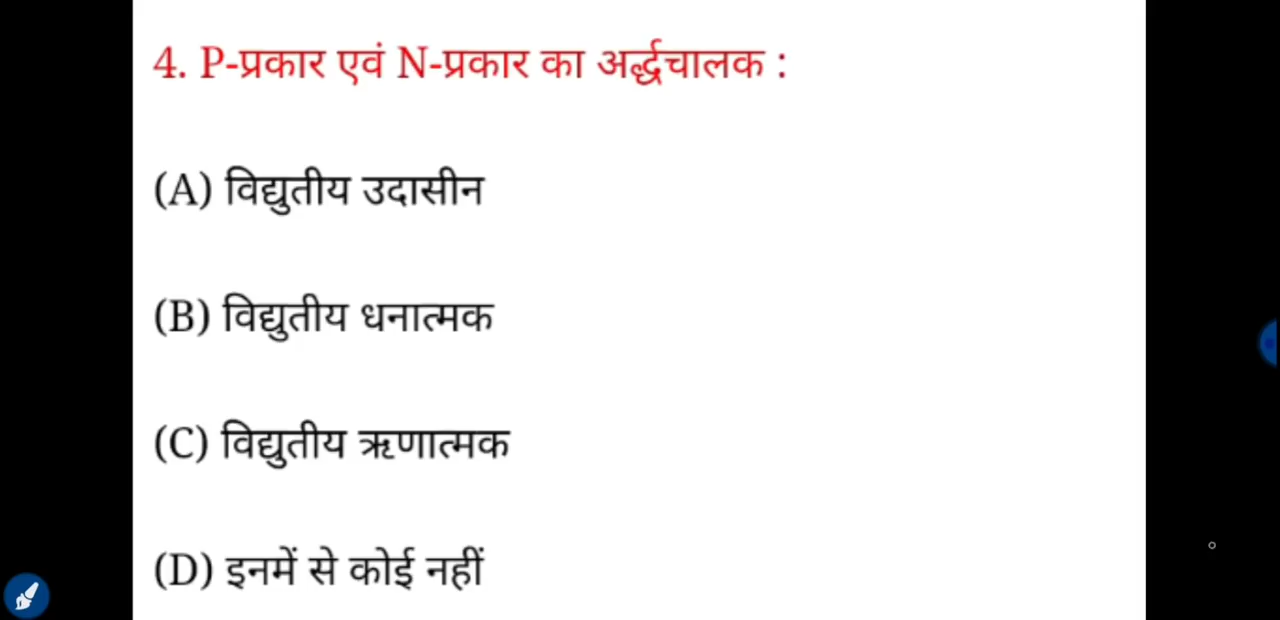 4. P-प्रकार एवं N-प्रकार का अर्द्धचालक :
(A) विद्युतीय उदासीन
(B) विद्युतीय धनात्मक
(C) विद्युतीय ऋणात्मक
(D) इनमें से कोई नहीं